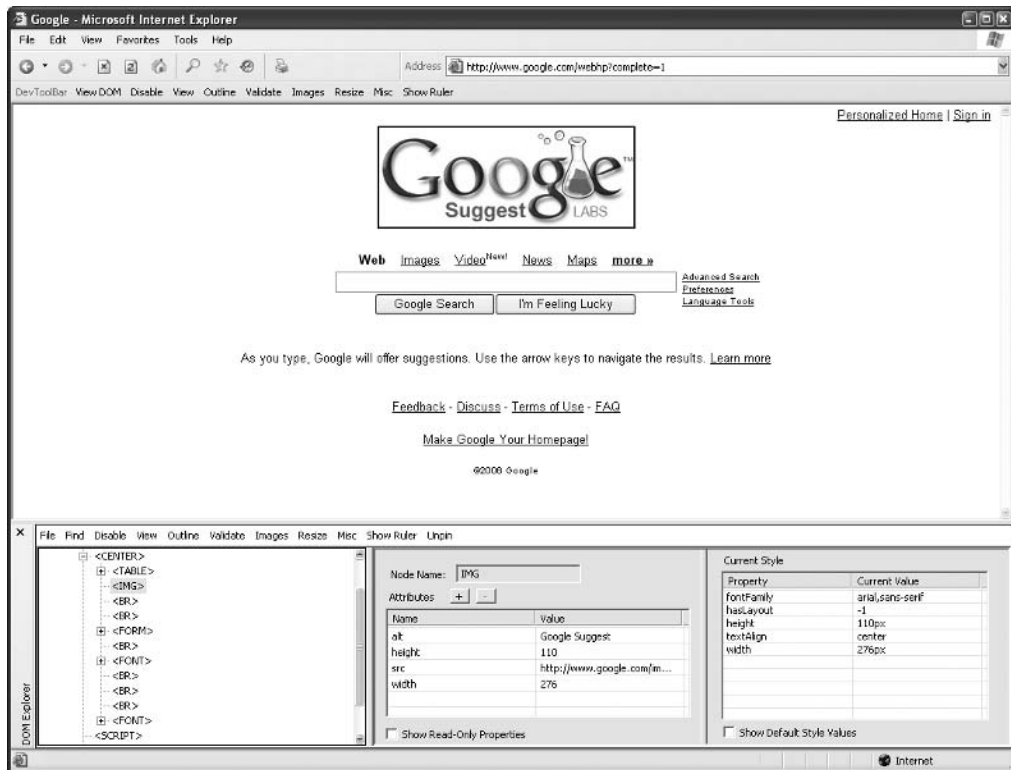 Google - Microsoft Internet Explorer
File Edit View Favorites Tools Help
Address http://www.google.com/webhp?complete=1
DevToolBar View DOM Disable View Outline Validate Images Resize Misc Show Ruler
Personalized Home | Sign in
Google™
Suggest LABS
Web Images Video New! News Maps more »
Advanced Search
Preferences
Language Tools
Google Search I'm Feeling Lucky
As you type, Google will offer suggestions. Use the arrow keys to navigate the results. Learn more
Feedback - Discuss - Terms of Use - FAQ
Make Google Your Homepage!
©2006 Google
File Find Disable View Outline Validate Images Resize Misc Show Ruler Unpin
DOM Explorer
<CENTER>
<TABLE>
<IMG>
<BR>
<BR>
<FORM>
<BR>
<FONT>
<BR>
<BR>
<BR>
<FONT>
<SCRIPT>
Node Name: IMG
Attributes + -
Name Value
alt Google Suggest
height 110
src http://www.google.com/im...
width 276
Show Read-Only Properties
Current Style
Property Current Value
fontFamily arial,sans-serif
hasLayout -1
height 110px
textAlign center
width 276px
Show Default Style Values
Internet